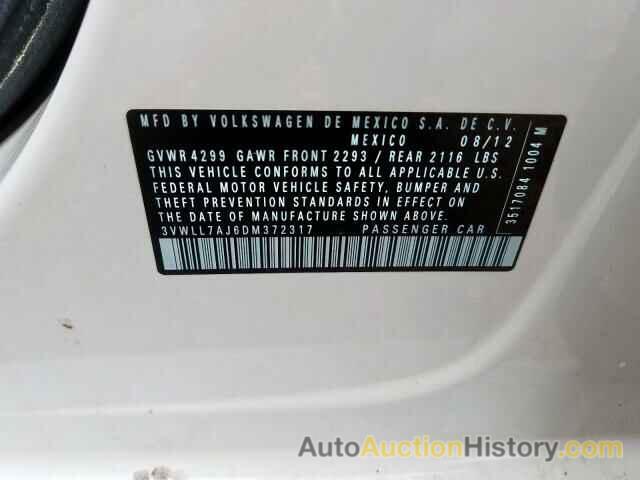 MFD BY VOLKSWAGEN DE MEXICO S.A. DE C.V.
MEXICO 08/12
GVWR 4299 GAWR FRONT 2293 / REAR 2116 LBS
THIS VEHICLE CONFORMS TO ALL APPLICABLE U.S.
FEDERAL MOTOR VEHICLE SAFETY, BUMPER AND
THEFT PREVENTION STANDARDS IN EFFECT ON
THE DATE OF MANUFACTURE SHOWN ABOVE.
3VWLL7AJ6DM372317 PASSENGER CAR
3517084 1004 M
AutoAuctionHistory.com